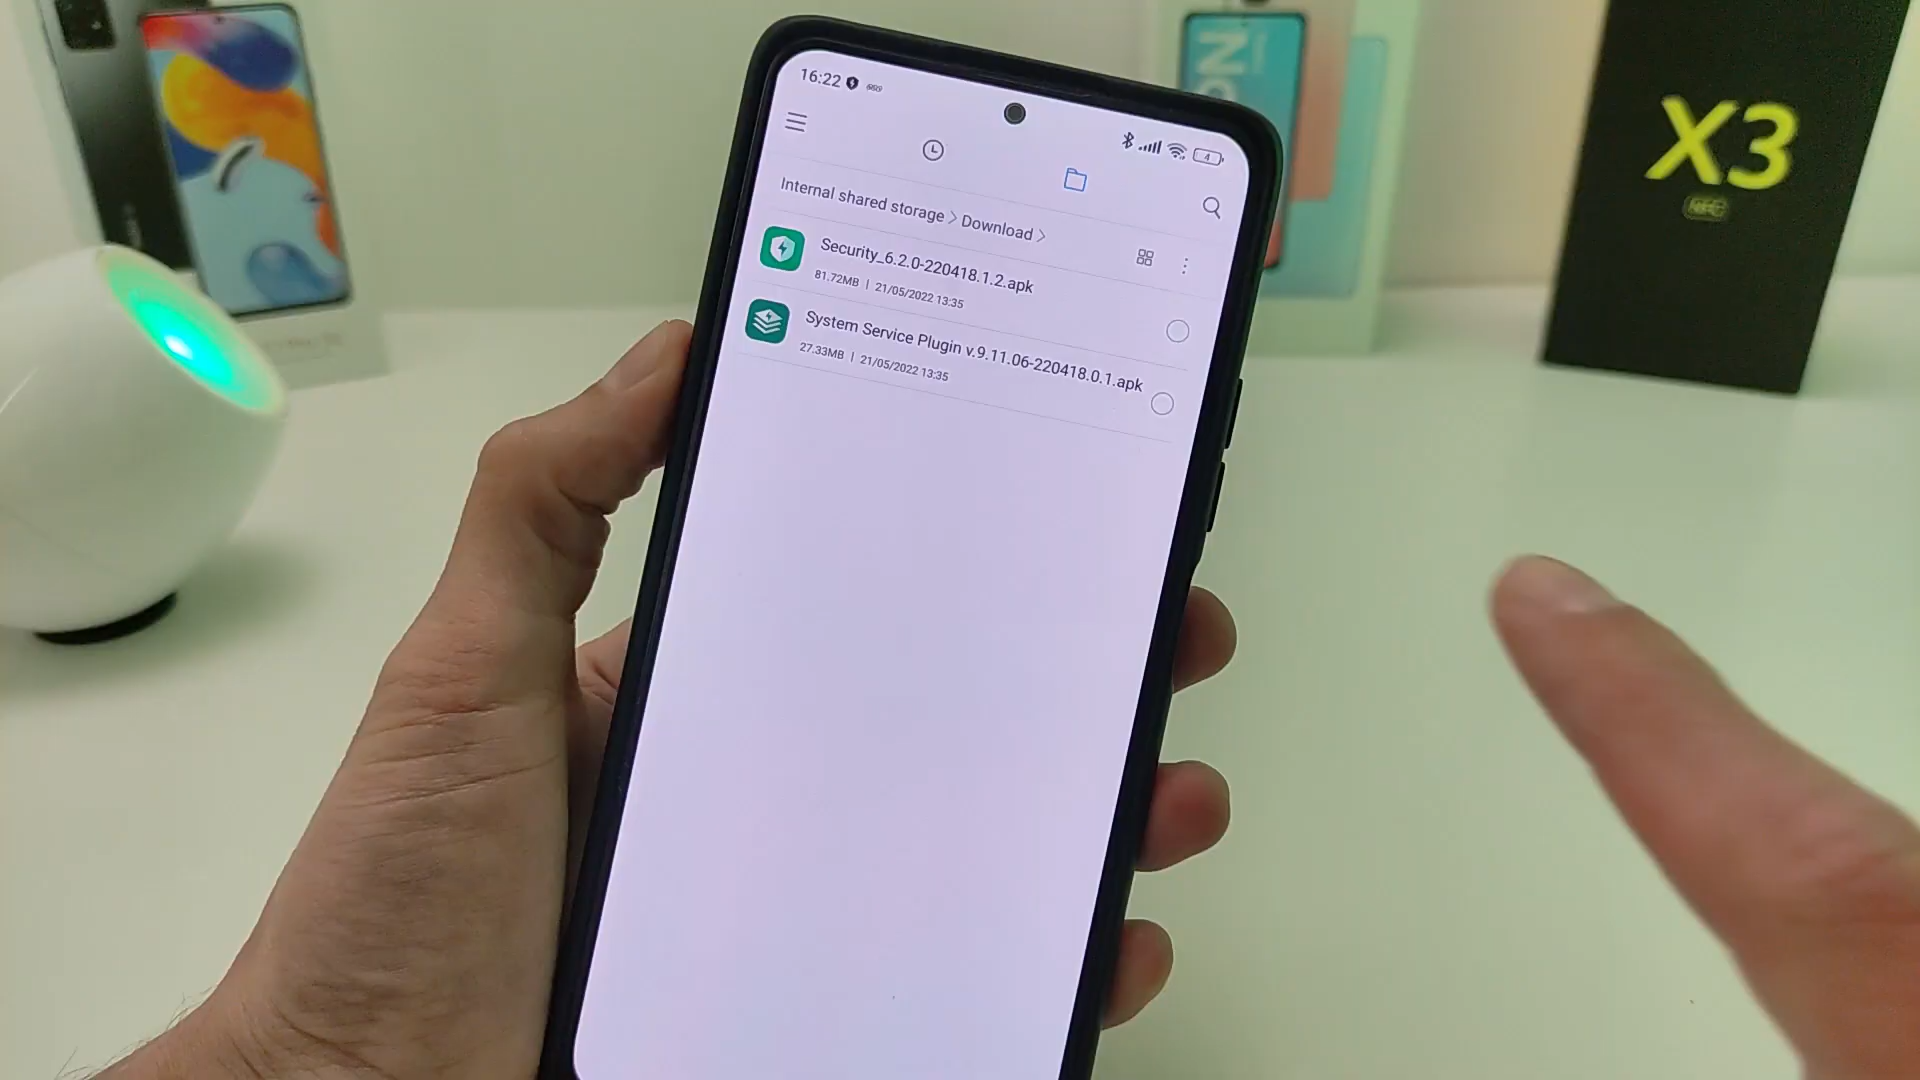 16:22
4
Internal shared storage > Download >
Security_6.2.0-220418.1.2.apk
81.72MB | 21/05/2022 13:35
System Service Plugin v.9.11.06-220418.0.1.apk
27.33MB | 21/05/2022 13:35
X3
NFC